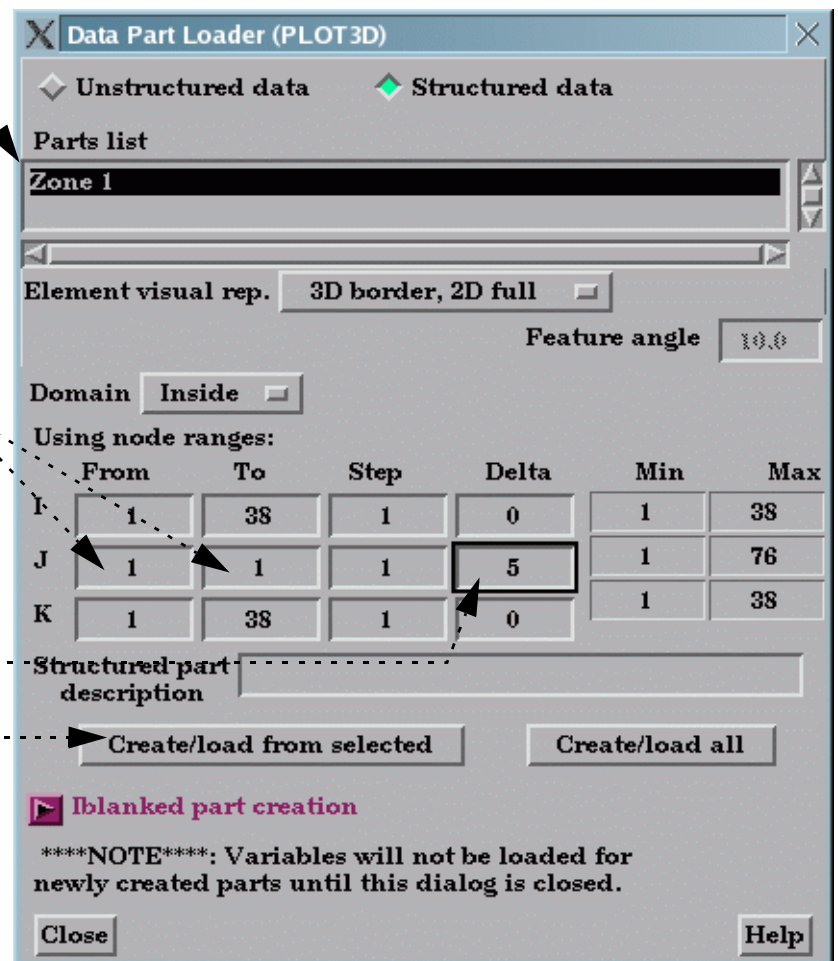 Data Part Loader (PLOT3D)
Unstructured data Structured data
Parts list
Zone 1
Element visual rep. 3D border, 2D full
Feature angle 10.0
Domain Inside
Using node ranges:
From To Step Delta Min Max
I 1 38 1 0 1 38
J 1 1 1 5 1 76
K 1 38 1 0 1 38
Structured part
description
Create/load from selected Create/load all
Iblanked part creation
****NOTE****: Variables will not be loaded for
newly created parts until this dialog is closed.
Close Help